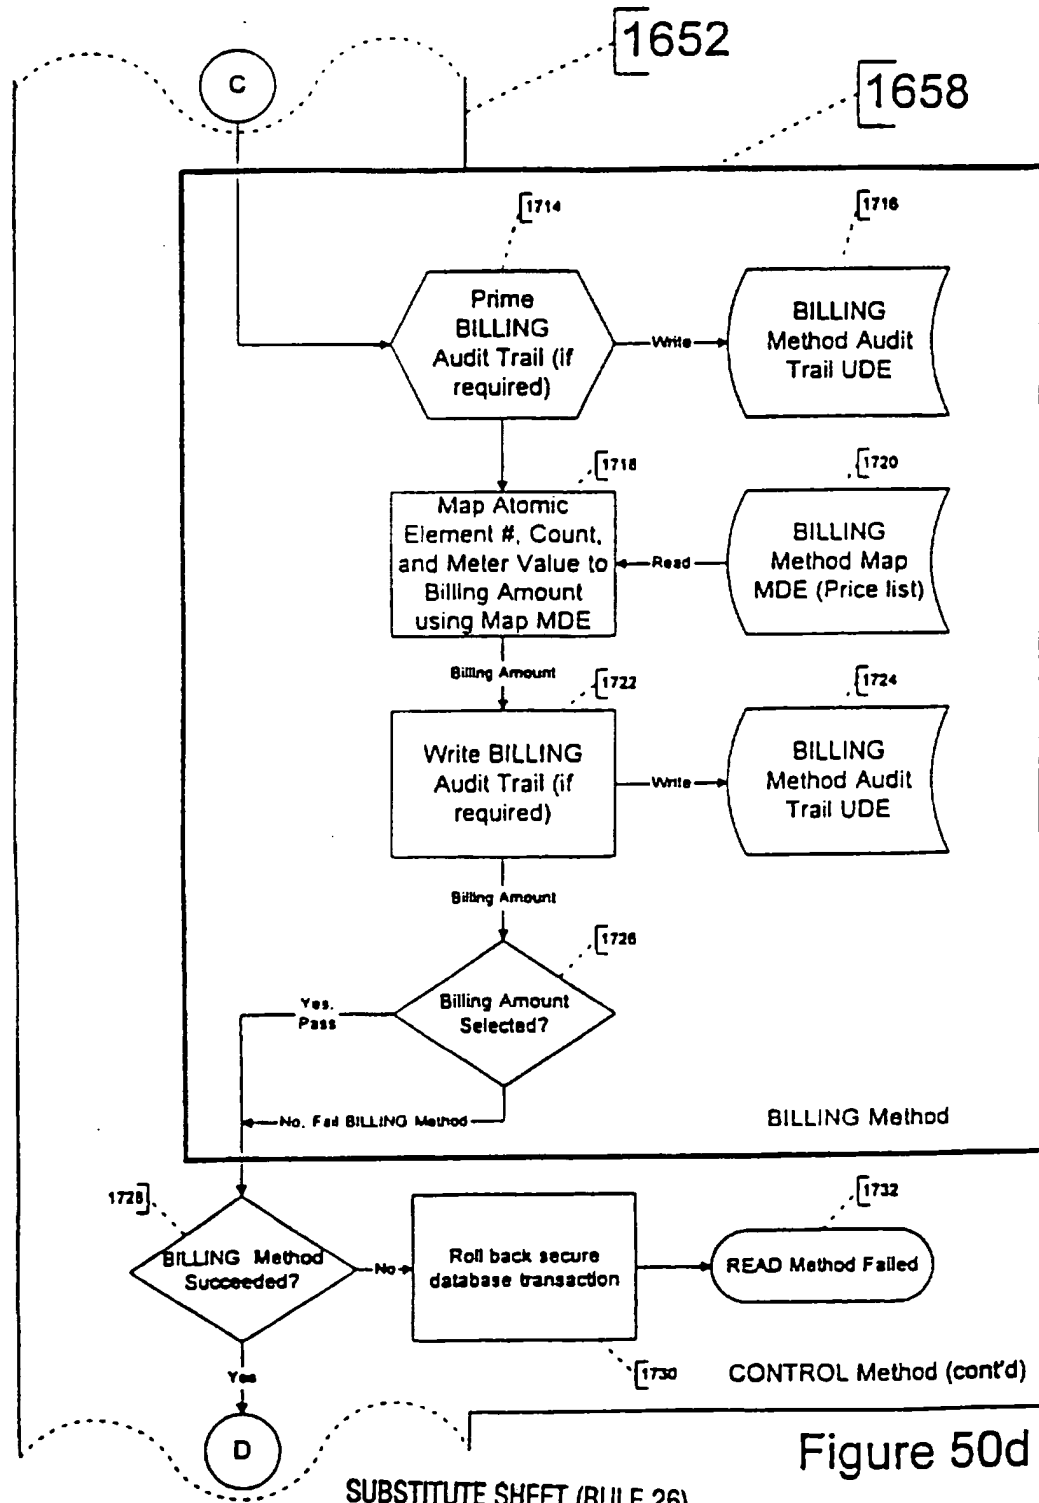 1652
C
1658
1714
1716
Prime
BILLING
Audit Trail (if
required)
Write
BILLING
Method Audit
Trail UDE
1718
1720
Map Atomic
Element #, Count,
and Meter Value to
Billing Amount
using Map MDE
Read
BILLING
Method Map
MDE (Price list)
Billing Amount
1722
1724
Write BILLING
Audit Trail (if
required)
Write
BILLING
Method Audit
Trail UDE
Billing Amount
1726
Billing Amount
Selected?
Yes,
Pass
No, Fail BILLING Method
BILLING Method
1728
BILLING Method
Succeeded?
No
Roll back secure
database transaction
1732
READ Method Failed
1730
Yes
CONTROL Method (cont'd)
D
Figure 50d
SUBSTITUTE SHEET (RULE 26)